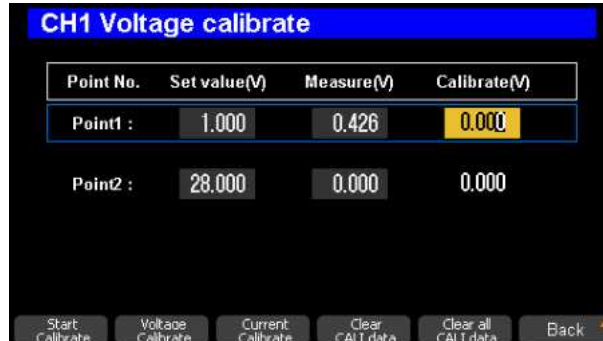 CH1 Voltage calibrate
Point No. Set value(V) Measure(V) Calibrate(V)
Point1 : 1.000 0.426 0.000
Point2 : 28.000 0.000 0.000
Start Calibrate Voltage Calibrate Current Calibrate Clear CALI data Clear all CALI data Back